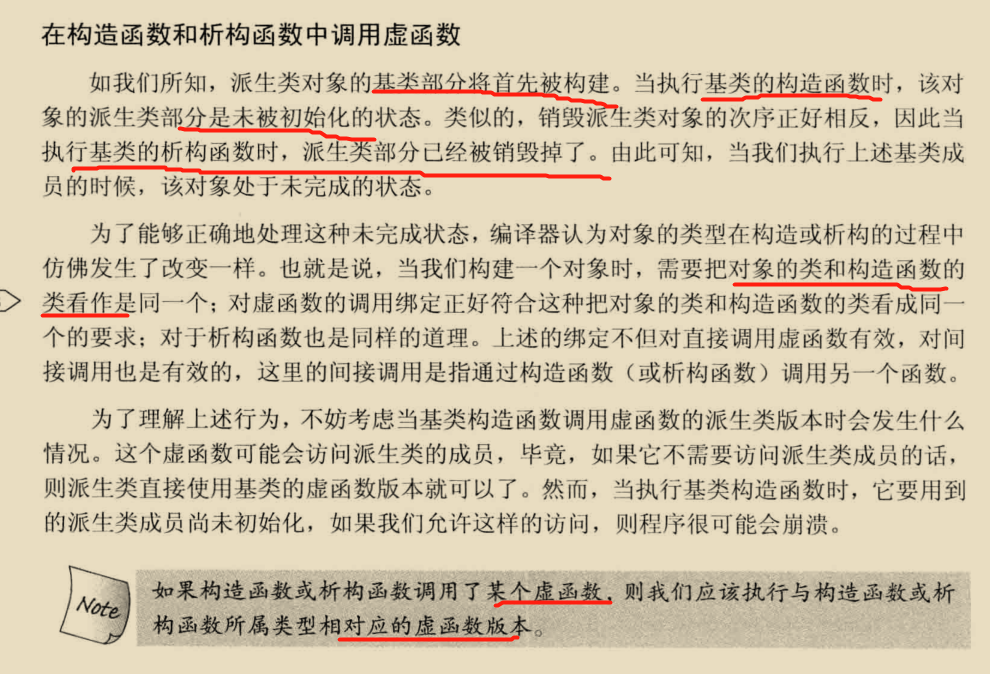 在构造函数和析构函数中调用虚函数
如我们所知，派生类对象的基类部分将首先被构建。当执行基类的构造函数时，该对
象的派生类部分是未被初始化的状态。类似的，销毁派生类对象的次序正好相反，因此当
执行基类的析构函数时，派生类部分已经被销毁掉了。由此可知，当我们执行上述基类成
员的时候，该对象处于未完成的状态。
为了能够正确地处理这种未完成状态，编译器认为对象的类型在构造或析构的过程中
仿佛发生了改变一样。也就是说，当我们构建一个对象时，需要把对象的类和构造函数的
类看作是同一个；对虚函数的调用绑定正好符合这种把对象的类和构造函数的类看成同一
个的要求；对于析构函数也是同样的道理。上述的绑定不但对直接调用虚函数有效，对间
接调用也是有效的，这里的间接调用是指通过构造函数（或析构函数）调用另一个函数。
为了理解上述行为，不妨考虑当基类构造函数调用虚函数的派生类版本时会发生什么
情况。这个虚函数可能会访问派生类的成员，毕竟，如果它不需要访问派生类成员的话，
则派生类直接使用基类的虚函数版本就可以了。然而，当执行基类构造函数时，它要用到
的派生类成员尚未初始化，如果我们允许这样的访问，则程序很可能会崩溃。
Note
如果构造函数或析构函数调用了某个虚函数，则我们应该执行与构造函数或析
构函数所属类型相对应的虚函数版本。